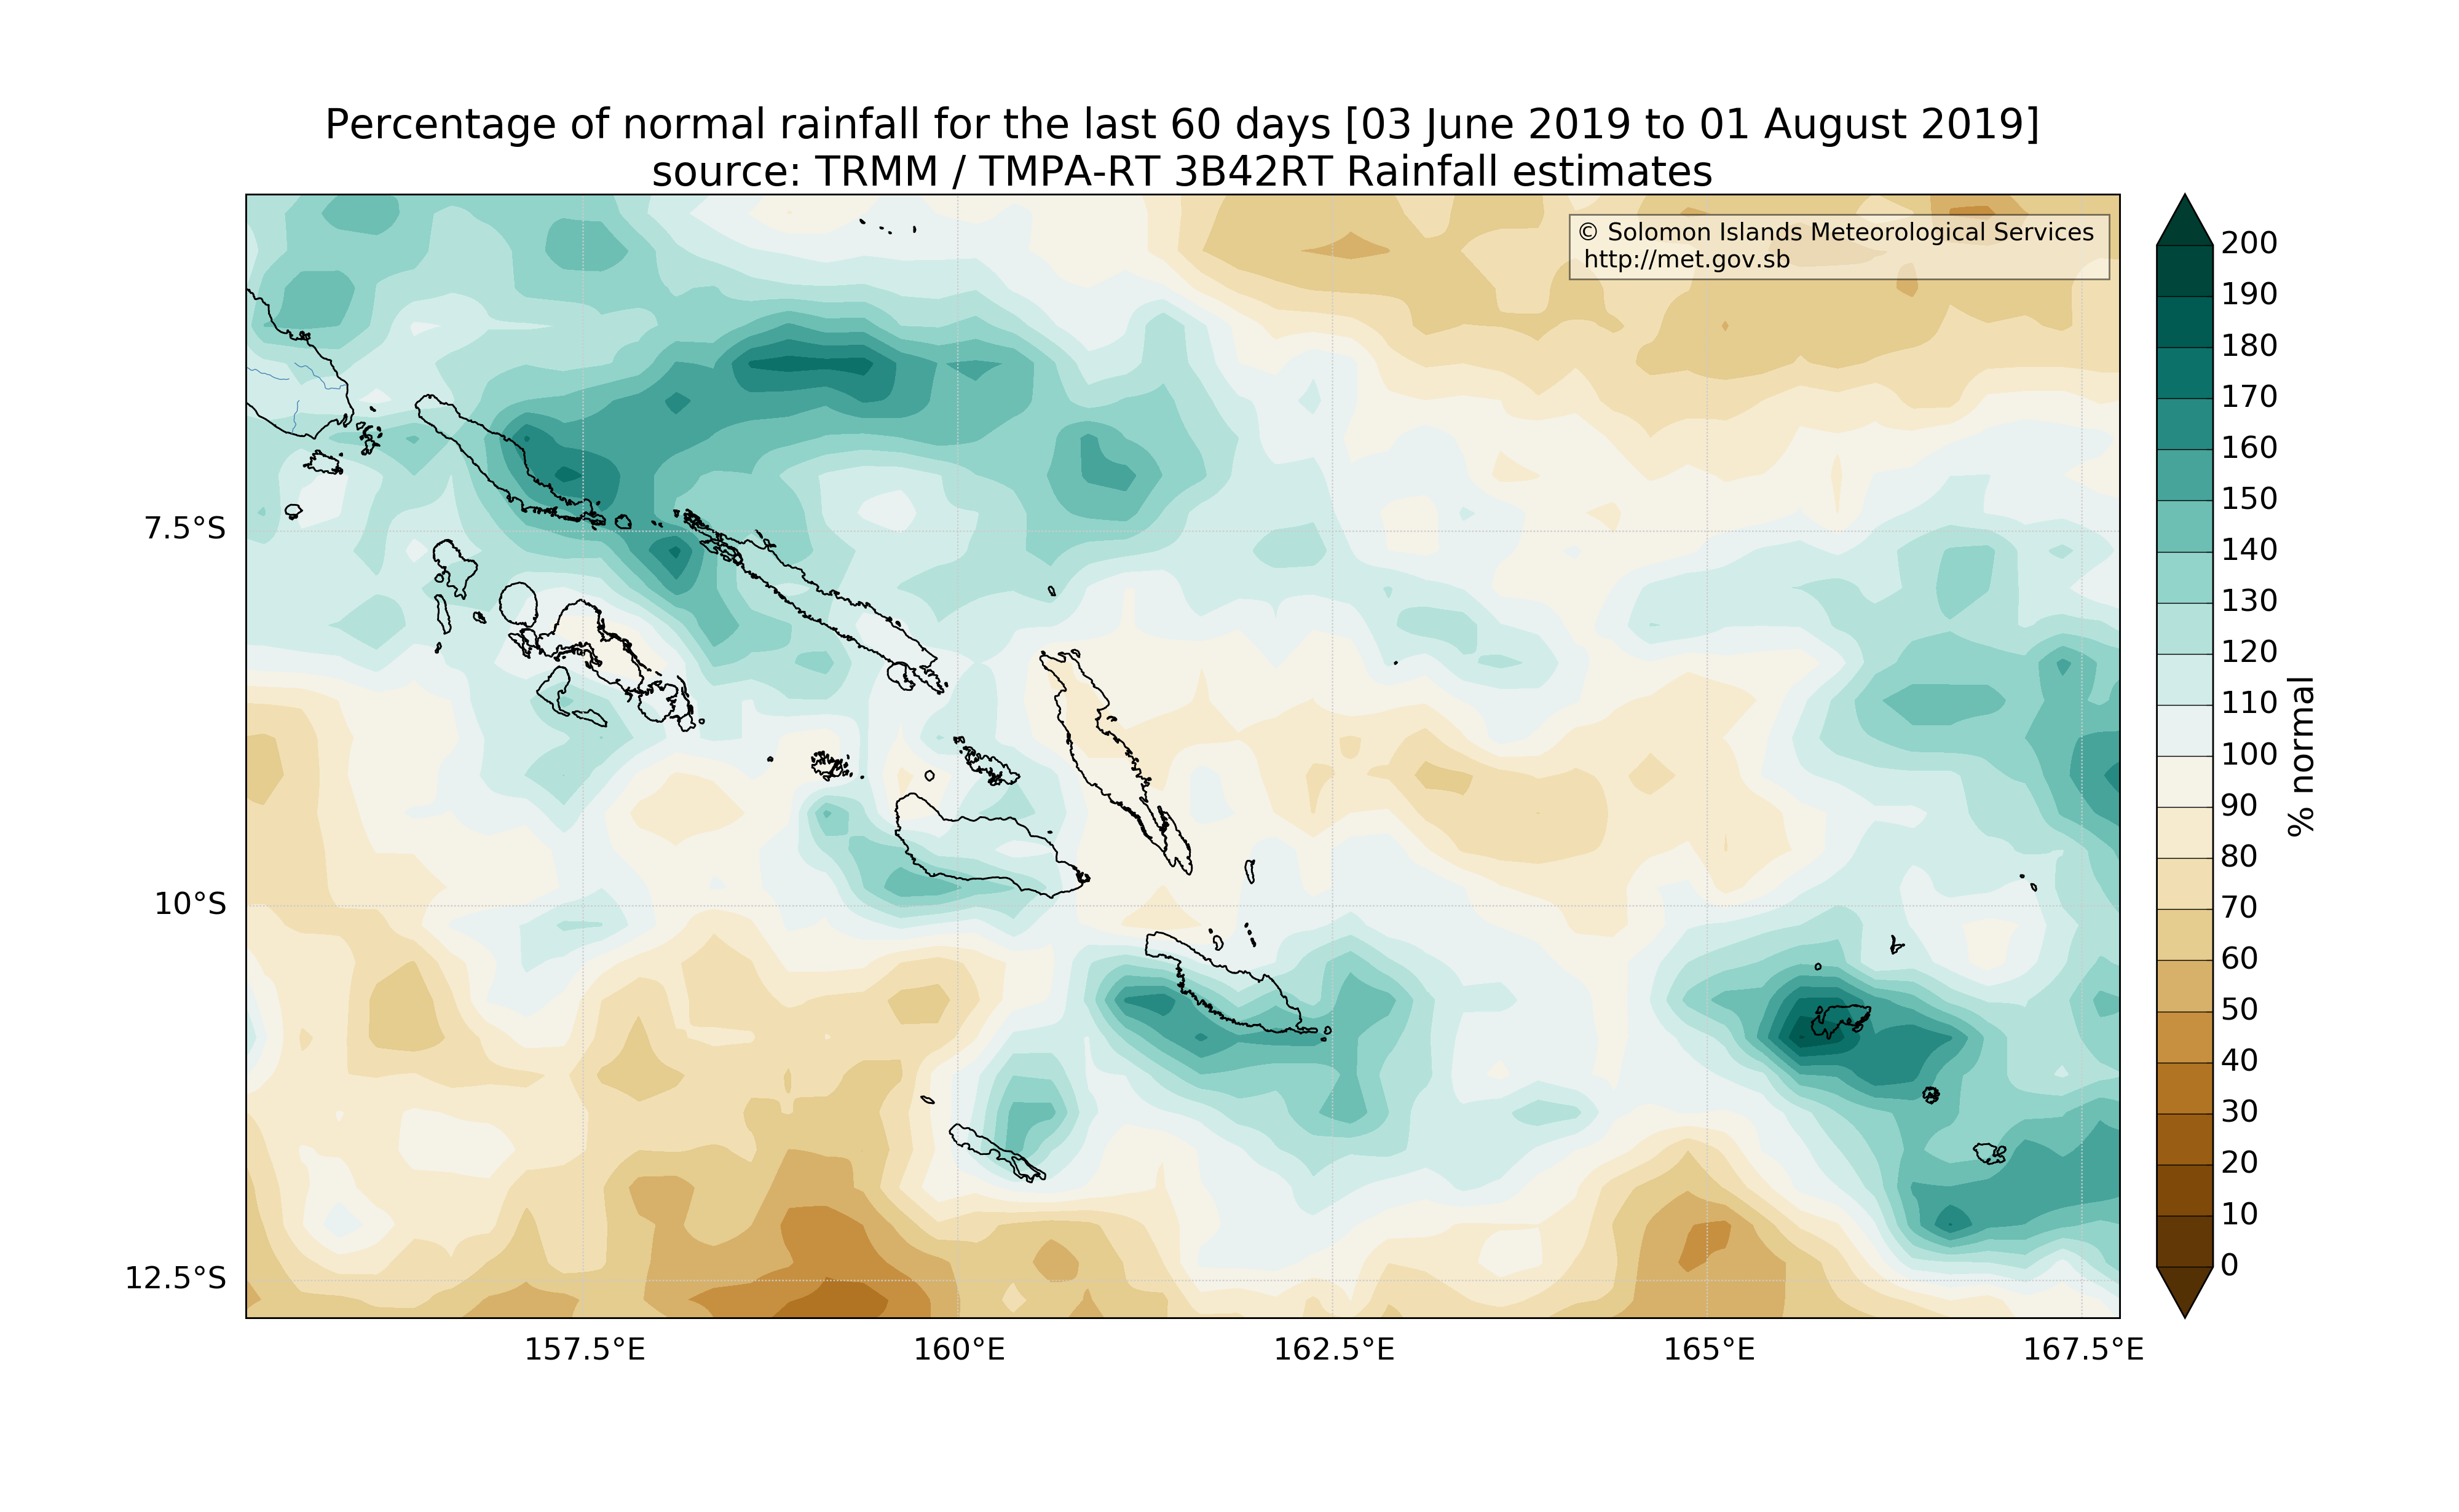 Percentage of normal rainfall for the last 60 days [03 June 2019 to 01 August 2019]
source: TRMM / TMPA-RT 3B42RT Rainfall estimates
© Solomon Islands Meteorological Services
http://met.gov.sb
7.5°S
10°S
12.5°S
157.5°E
160°E
162.5°E
165°E
167.5°E
200
190
180
170
160
150
140
130
120
110
100
90
80
70
60
50
40
30
20
10
0
% normal